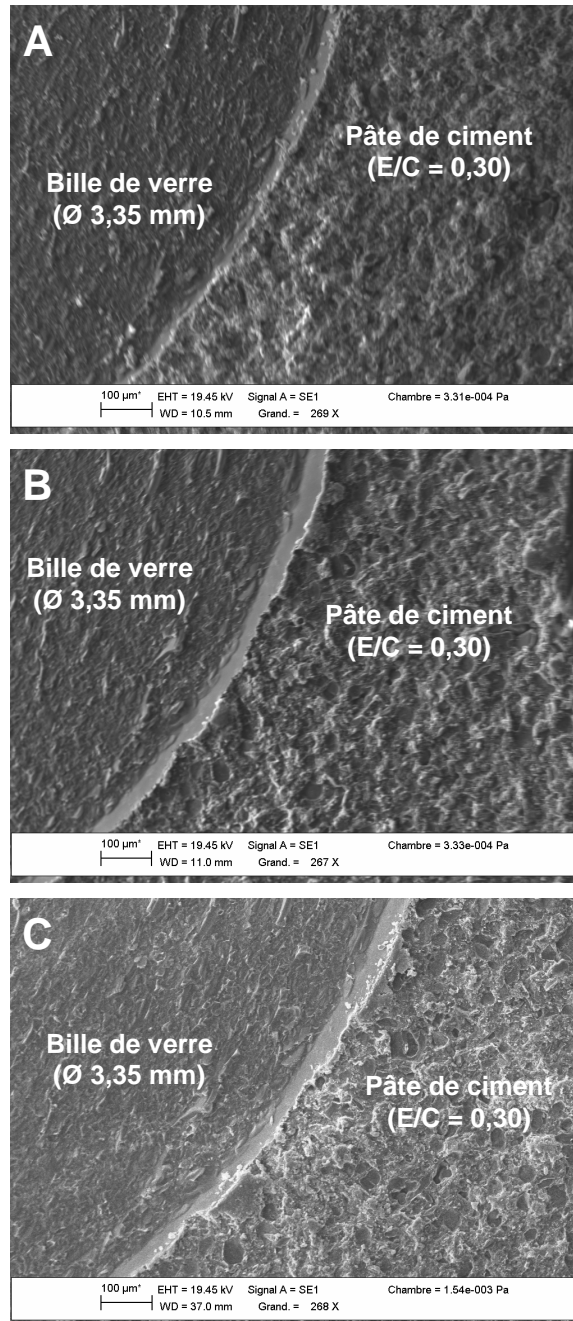 A
Pâte de ciment
(E/C = 0,30)
Bille de verre
(Ø 3,35 mm)
100 µm* EHT = 19.45 kV Signal A = SE1 Chambre = 3.31e-004 Pa
WD = 10.5 mm Grand. = 269 X
B
Bille de verre
(Ø 3,35 mm)
Pâte de ciment
(E/C = 0,30)
100 µm* EHT = 19.45 kV Signal A = SE1 Chambre = 3.33e-004 Pa
WD = 11.0 mm Grand. = 267 X
C
Bille de verre
(Ø 3,35 mm)
Pâte de ciment
(E/C = 0,30)
100 µm* EHT = 19.45 kV Signal A = SE1 Chambre = 1.54e-003 Pa
WD = 37.0 mm Grand. = 268 X